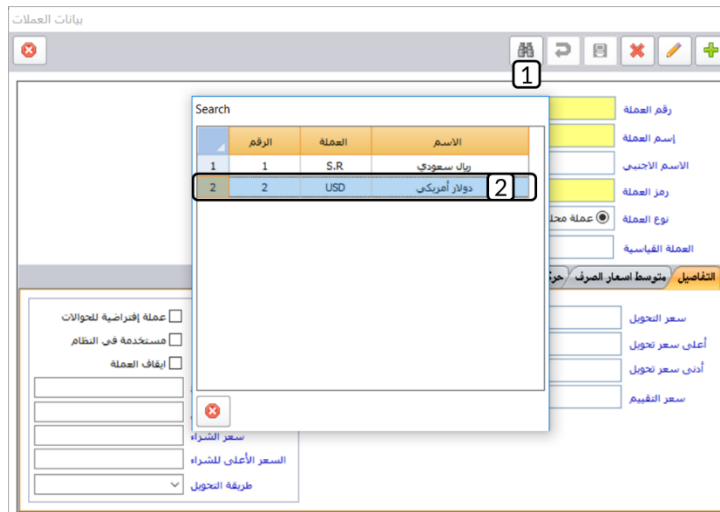 بيانات العملات
1
رقم العملة
إسم العملة
الاسم الاجنبي
رمز العملة
نوع العملة
عملة محل
العملة القياسية
Search
الرقم العملة الاسم
1 1 S.R ريال سعودي
2 2 USD دولار أمريكي 2
التفاصيل متوسط اسعار الصرف حرك
سعر التحويل
أعلى سعر تحويل
أدنى سعر تحويل
سعر التقييم
عملة إفتراضية للحوالات
مستخدمة في النظام
ايقاف العملة
سعر الشراء
السعر الأعلى للشراء
طريقة التحويل